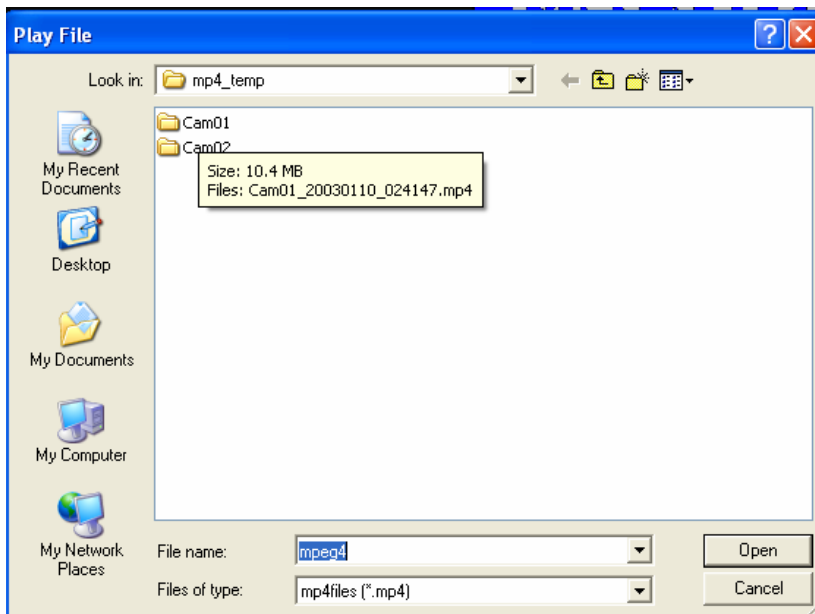 Play File
Look in: mp4_temp
Cam01
Cam02
Size: 10.4 MB
Files: Cam01_20030110_024147.mp4
My Recent
Documents
Desktop
My Documents
My Computer
My Network
Places
File name: mpeg4
Open
Files of type: mp4files (*.mp4)
Cancel